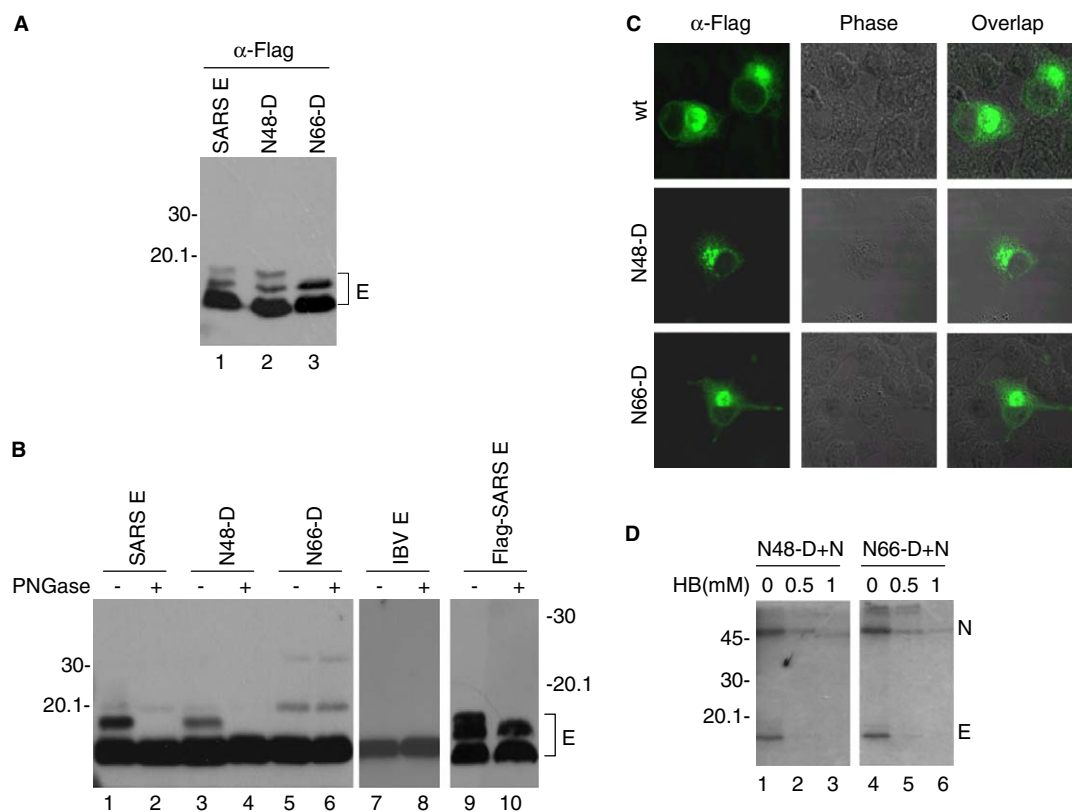 A
α-Flag
SARS E
N48-D
N66-D
30-
20.1-
E
1 2 3
B
SARS E
N48-D
N66-D
IBV E
Flag-SARS E
PNGase - + - + - + - + - +
-30
30-
-20.1
20.1-
E
1 2 3 4 5 6 7 8 9 10
C
α-Flag Phase Overlap
wt
N48-D
N66-D
D
N48-D+N N66-D+N
HB(mM) 0 0.5 1 0 0.5 1
45- N
30-
20.1-
E
1 2 3 4 5 6